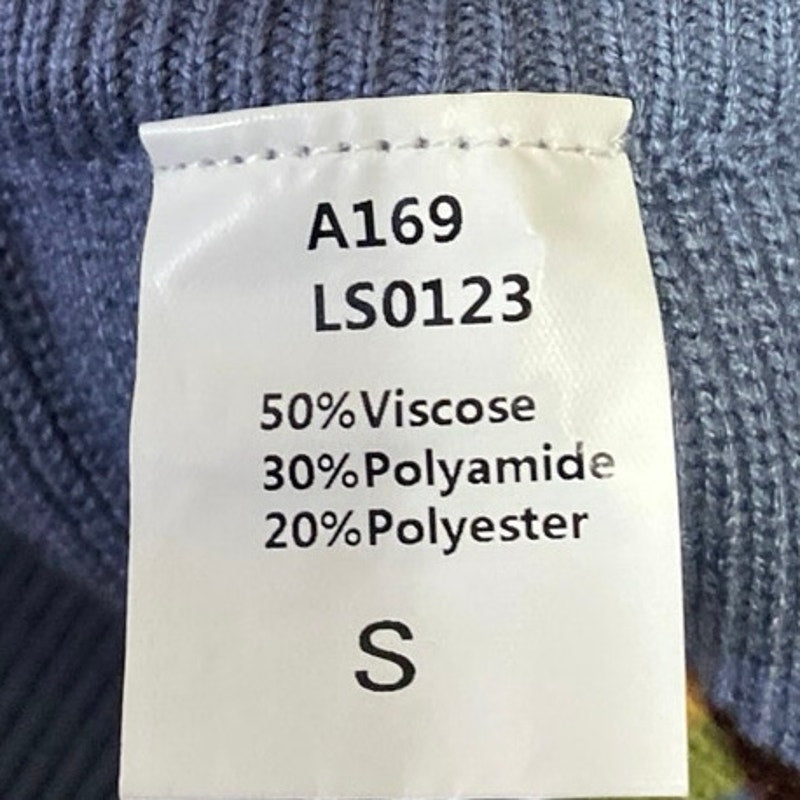 A169
LS0123
50%Viscose
30%Polyamide
20%Polyester
S